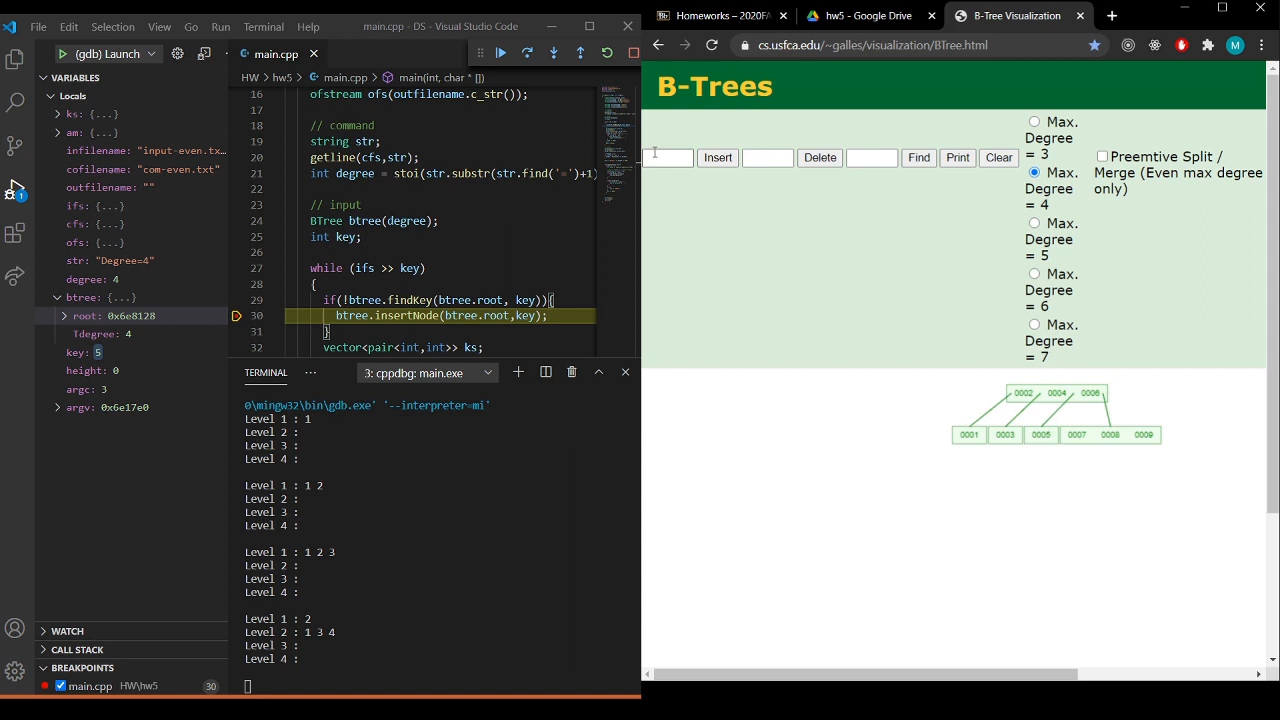 File Edit Selection View Go Run Terminal Help main.cpp - DS - Visual Studio Code
(gdb) Launch
VARIABLES
Locals
ks: {...}
am: {...}
infilename: "input-even.tx...
cofilename: "com-even.txt"
outfilename: ""
ifs: {...}
cfs: {...}
ofs: {...}
str: "Degree=4"
degree: 4
btree: {...}
root: 0x6e8128
Tdegree: 4
key: 5
height: 0
argc: 3
argv: 0x6e17e0
WATCH
CALL STACK
BREAKPOINTS
main.cpp HW\hw5 30
1
main.cpp
HW > hw5 > main.cpp > main(int, char * [])
16 ofstream ofs(outfilename.c_str());
17
18 // command
19 string str;
20 getline(cfs,str);
21 int degree = stoi(str.substr(str.find('=')+1)
22
23 // input
24 BTree btree(degree);
25 int key;
26
27 while (ifs >> key)
28 {
29 if(!btree.findKey(btree.root, key)){
30 btree.insertNode(btree.root,key);
31 }
32 vector<pair<int,int>> ks;
TERMINAL ... 3: cppdbg: main.exe
0\mingw32\bin\gdb.exe' '--interpreter=mi'
Level 1 : 1
Level 2 :
Level 3 :
Level 4 :
Level 1 : 1 2
Level 2 :
Level 3 :
Level 4 :
Level 1 : 1 2 3
Level 2 :
Level 3 :
Level 4 :
Level 1 : 2
Level 2 : 1 3 4
Level 3 :
Level 4 :
Bb Homeworks – 2020FA
hw5 - Google Drive
B-Tree Visualization
cs.usfca.edu/~galles/visualization/BTree.html
M
B-Trees
Insert Delete Find Print Clear
Max.
Degree
= 3
Max.
Degree
= 4
Max.
Degree
= 5
Max.
Degree
= 6
Max.
Degree
= 7
Preemtive Split /
Merge (Even max degree
only)
0002 0004 0006
0001 0003 0005 0007 0008 0009